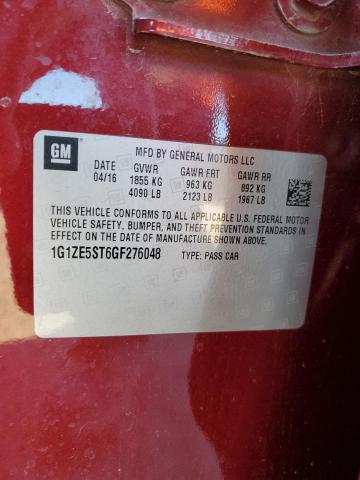 GM
MFD BY GENERAL MOTORS LLC
DATE GVWR GAWR FRT GAWR RR
04/16 1855 KG 963 KG 892 KG
4090 LB 2123 LB 1967 LB
THIS VEHICLE CONFORMS TO ALL APPLICABLE U.S. FEDERAL MOTOR
VEHICLE SAFETY, BUMPER, AND THEFT PREVENTION STANDARDS IN
EFFECT ON THE DATE OF MANUFACTURE SHOWN ABOVE.
1G1ZE5ST6GF276048 TYPE: PASS CAR